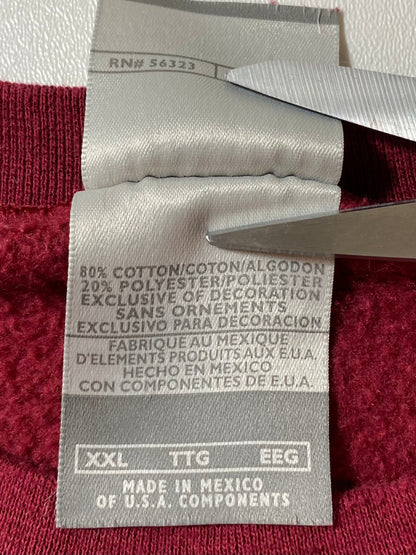 RN# 56323
80% COTTON/COTON/ALGODON
20% POLYESTER/POLIESTER
EXCLUSIVE OF DECORATION
SANS ORNEMENTS
EXCLUSIVO PARA DECORACION
FABRIQUE AU MEXIQUE
D'ELEMENTS PRODUITS AUX E.U.A.
HECHO EN MEXICO
CON COMPONENTES DE E.U.A.
XXL TTG EEG
MADE IN MEXICO
OF U.S.A. COMPONENTS